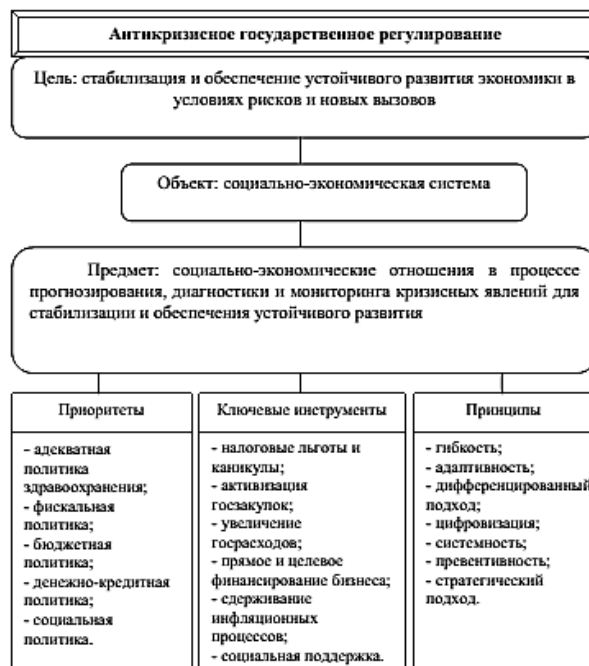 Антикризисное государственное регулирование
Цель: стабилизация и обеспечение устойчивого развития экономики в
условиях рисков и новых вызовов
Объект: социально-экономическая система
Предмет: социально-экономические отношения в процессе
прогнозирования, диагностики и мониторинга кризисных явлений для
стабилизации и обеспечения устойчивого развития
Приоритеты
- адекватная
политика
здравоохранения;
- фискальная
политика;
- бюджетная
политика;
- денежно-кредитная
политика;
- социальная
политика.
Ключевые инструменты
- налоговые льготы и
каникулы;
- активизация
госзакупок;
- увеличение
госрасходов;
- прямое и целевое
финансирование бизнеса;
- сдерживание
инфляционных
процессов;
- социальная поддержка.
Принципы
- гибкость;
- адаптивность;
- дифференцированный
подход;
- цифровизация;
- системность;
- превентивность;
- стратегический
подход.